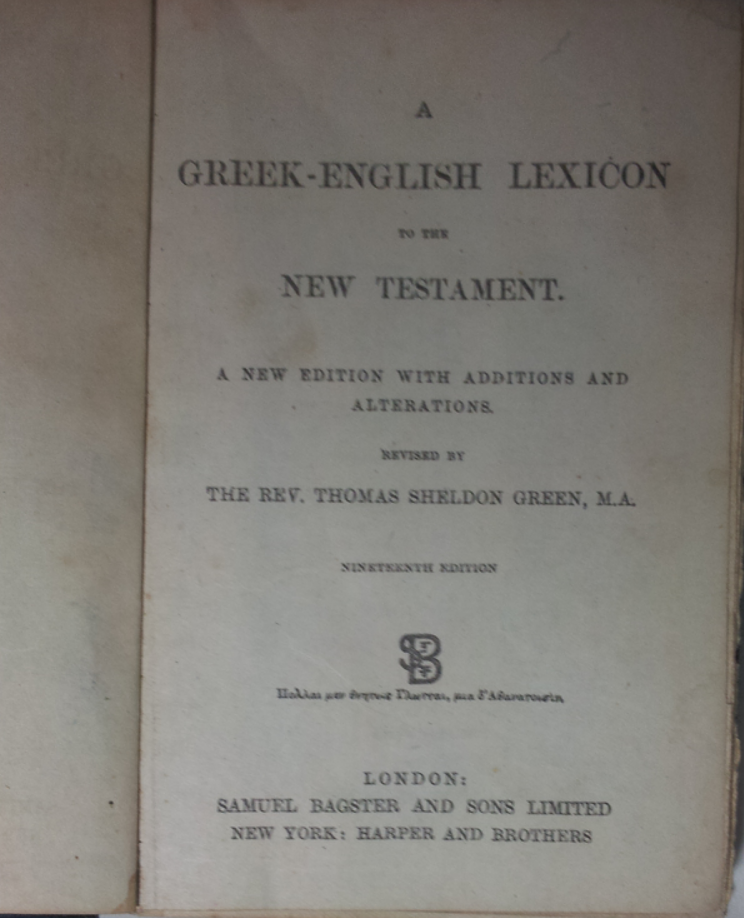 A
GREEK-ENGLISH LEXICON
TO THE
NEW TESTAMENT.
A NEW EDITION WITH ADDITIONS AND
ALTERATIONS.
REVISED BY
THE REV. THOMAS SHELDON GREEN, M.A.
NINETEENTH EDITION
SB
Πολλαι μεν θνητοις Γλωτται, μια δ'Αθανατοισιν,
LONDON:
SAMUEL BAGSTER AND SONS LIMITED
NEW YORK: HARPER AND BROTHERS